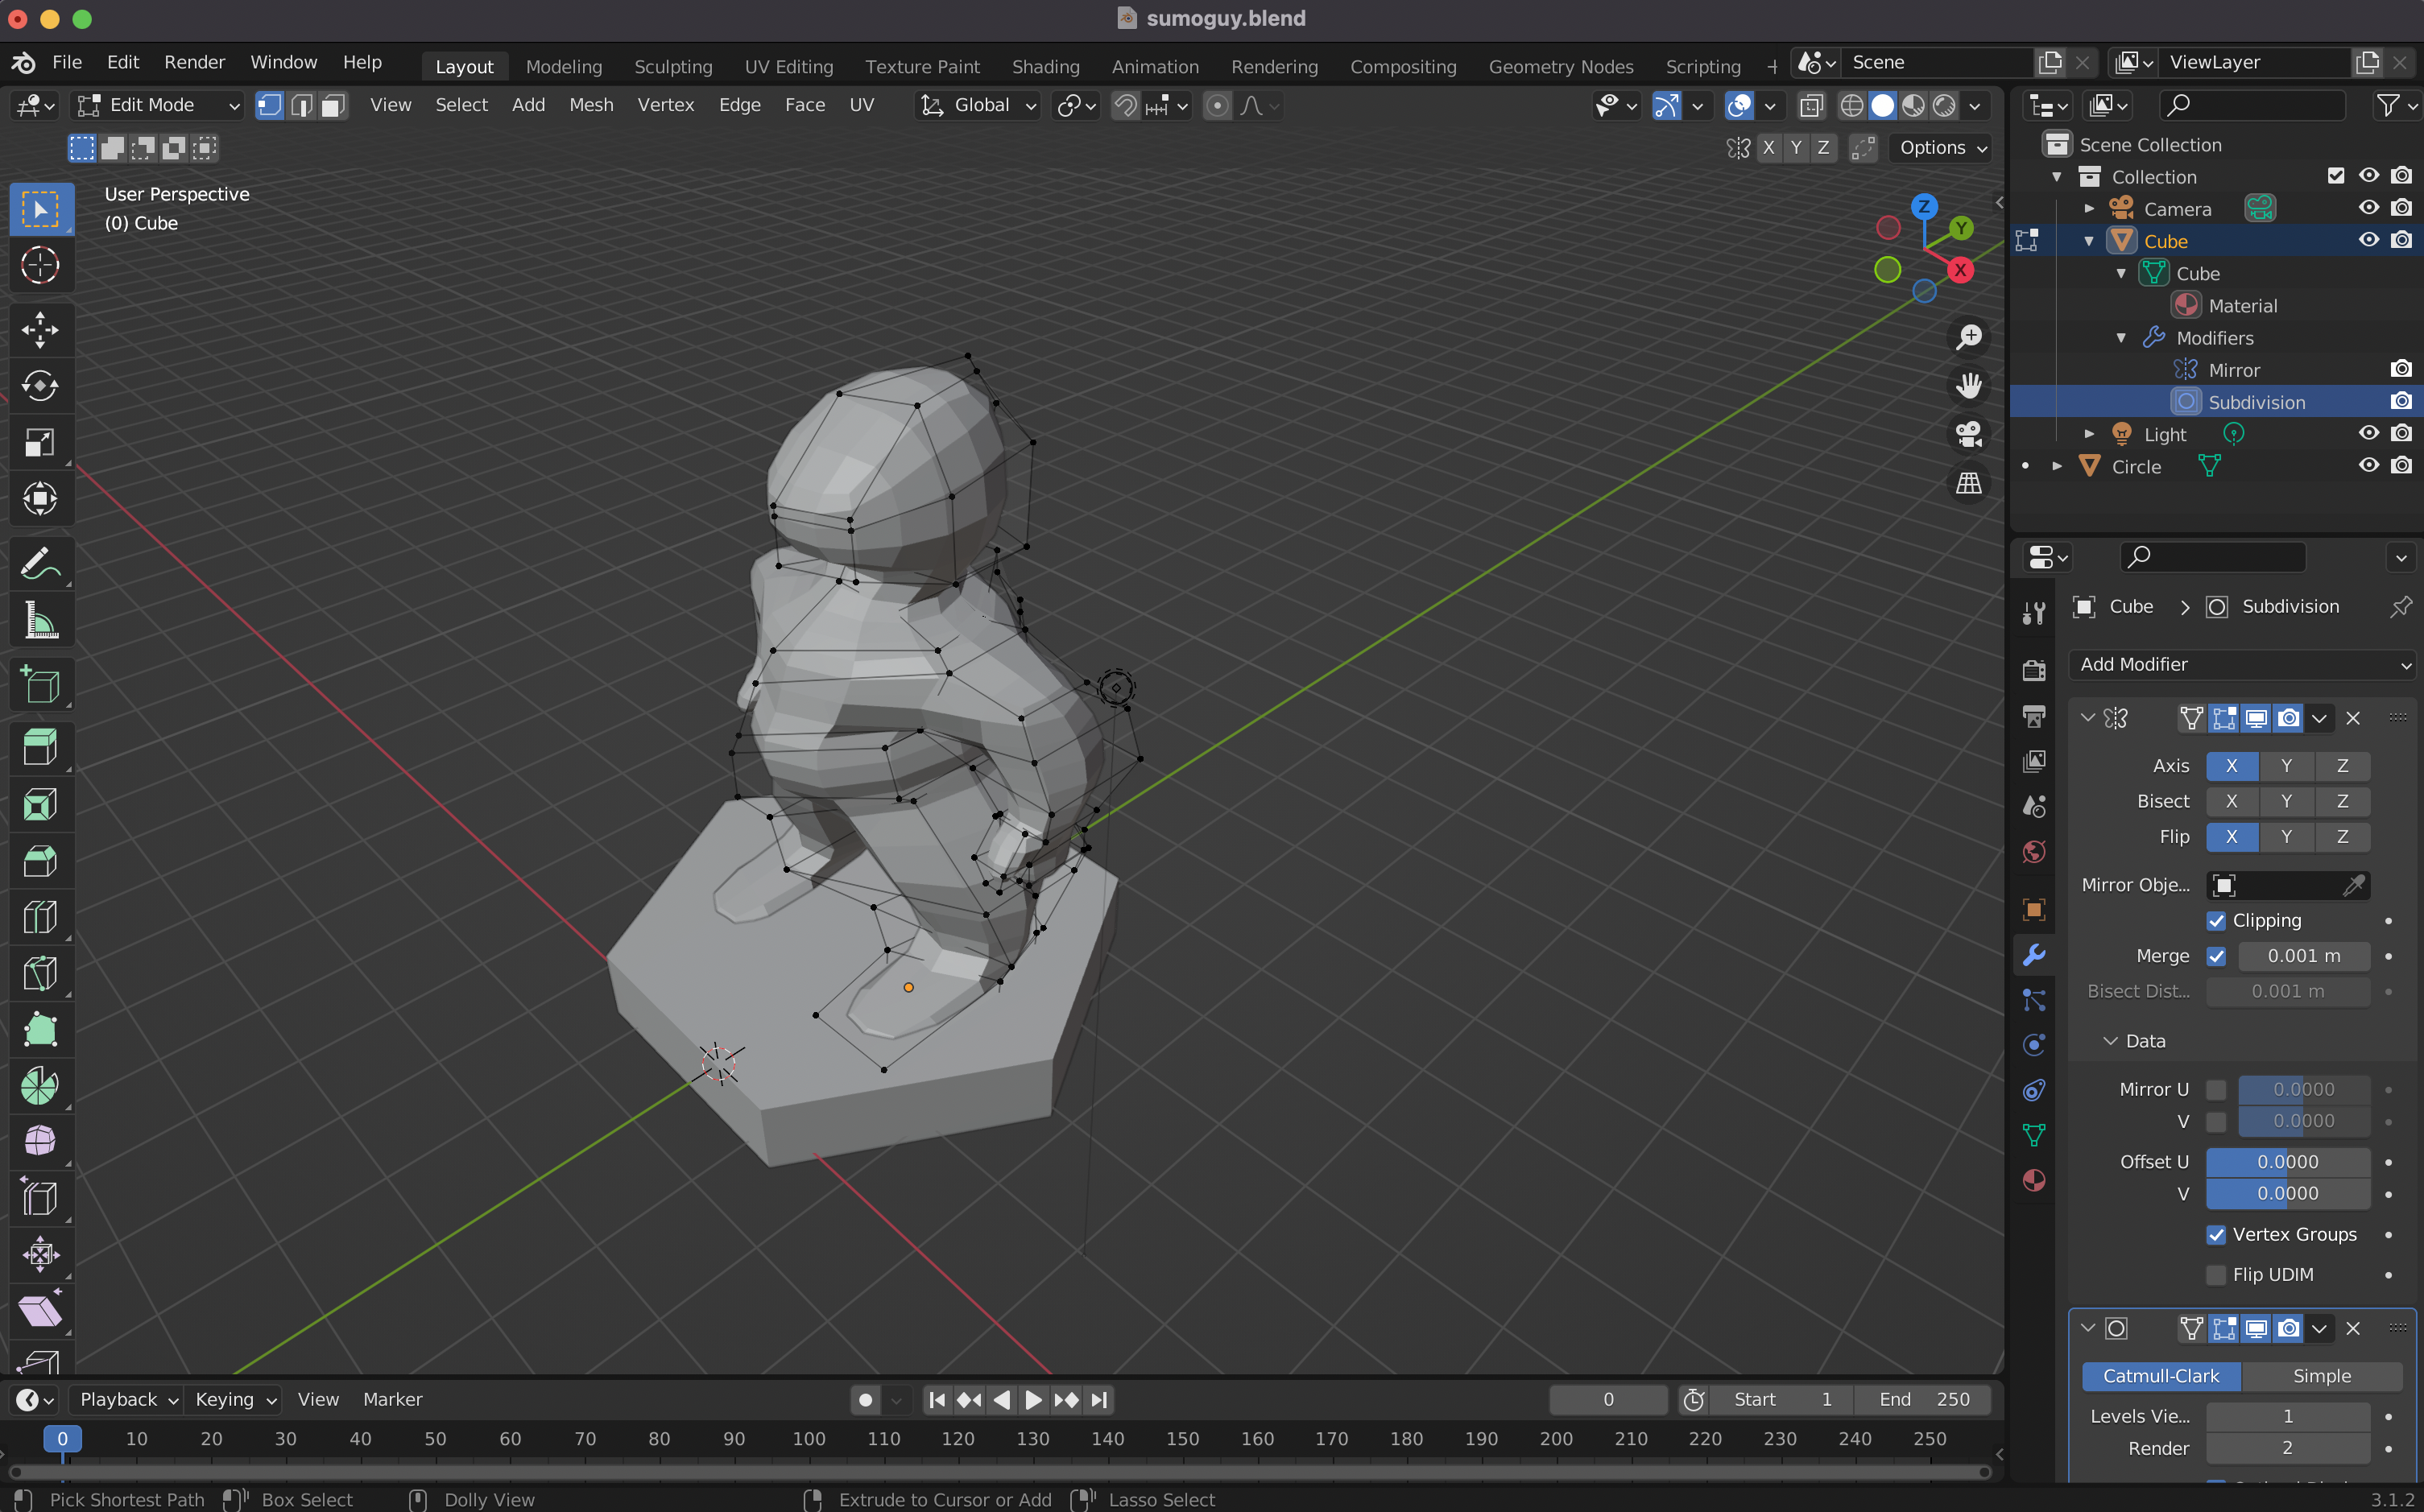 sumoguy.blend
File Edit Render Window Help Layout Modeling Sculpting UV Editing Texture Paint Shading Animation Rendering Compositing Geometry Nodes Scripting + Scene ViewLayer
Edit Mode View Select Add Mesh Vertex Edge Face UV Global
X Y Z Options
User Perspective
(0) Cube
Z
Y
X
Scene Collection
Collection
Camera
Cube
Cube
Material
Modifiers
Mirror
Subdivision
Light
Circle
Cube > Subdivision
Add Modifier
Axis X Y Z
Bisect X Y Z
Flip X Y Z
Mirror Obje...
Clipping
Merge 0.001 m
Bisect Dist... 0.001 m
Data
Mirror U 0.0000
V 0.0000
Offset U 0.0000
V 0.0000
Vertex Groups
Flip UDIM
Catmull-Clark Simple
Levels Vie... 1
Render 2
Playback Keying View Marker 0 Start 1 End 250
0 10 20 30 40 50 60 70 80 90 100 110 120 130 140 150 160 170 180 190 200 210 220 230 240 250
Pick Shortest Path Box Select Dolly View Extrude to Cursor or Add Lasso Select 3.1.2